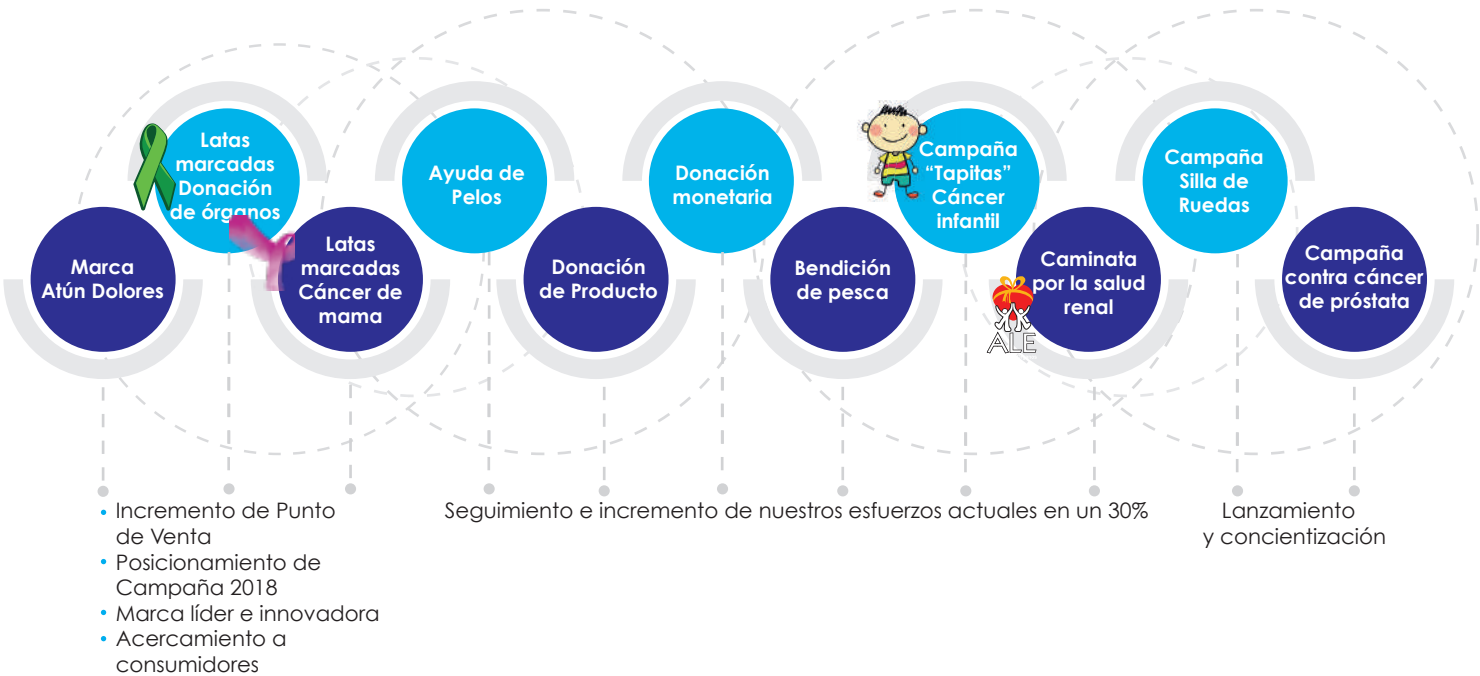 Marca
Atún Dolores
Latas
marcadas
Donación
de órganos
Latas
marcadas
Cáncer de
mama
Ayuda de
Pelos
Donación
de Producto
Donación
monetaria
Bendición
de pesca
Campaña
“Tapitas”
Cáncer
infantil
ALE
Caminata
por la salud
renal
Campaña
Silla de
Ruedas
Campaña
contra cáncer
de próstata
• Incremento de Punto
de Venta
• Posicionamiento de
Campaña 2018
• Marca líder e innovadora
• Acercamiento a
consumidores
Seguimiento e incremento de nuestros esfuerzos actuales en un 30%
Lanzamiento
y concientización